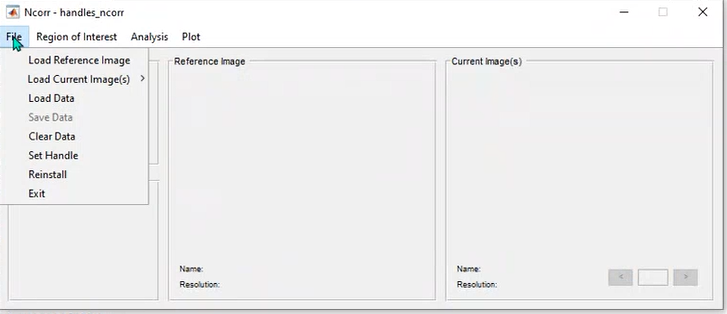 Ncorr - handles_ncorr
File Region of Interest Analysis Plot
Load Reference Image
Load Current Image(s) >
Load Data
Save Data
Clear Data
Set Handle
Reinstall
Exit
Reference Image
Name:
Resolution:
Current Image(s)
Name:
Resolution:
< >